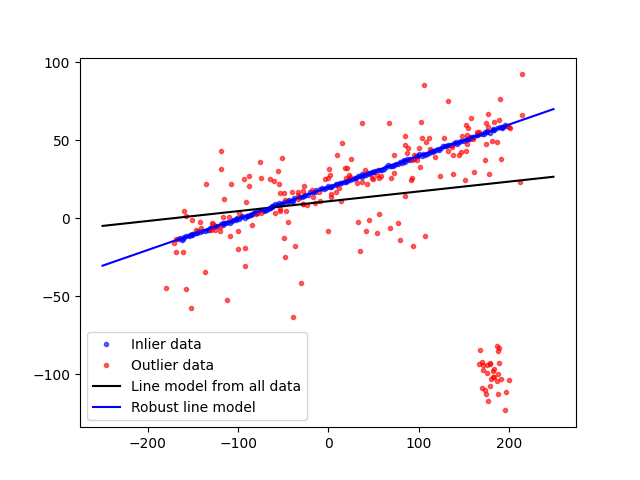 100
50
0
−50
−100
Inlier data
Outlier data
Line model from all data
Robust line model
−200
−100
0
100
200